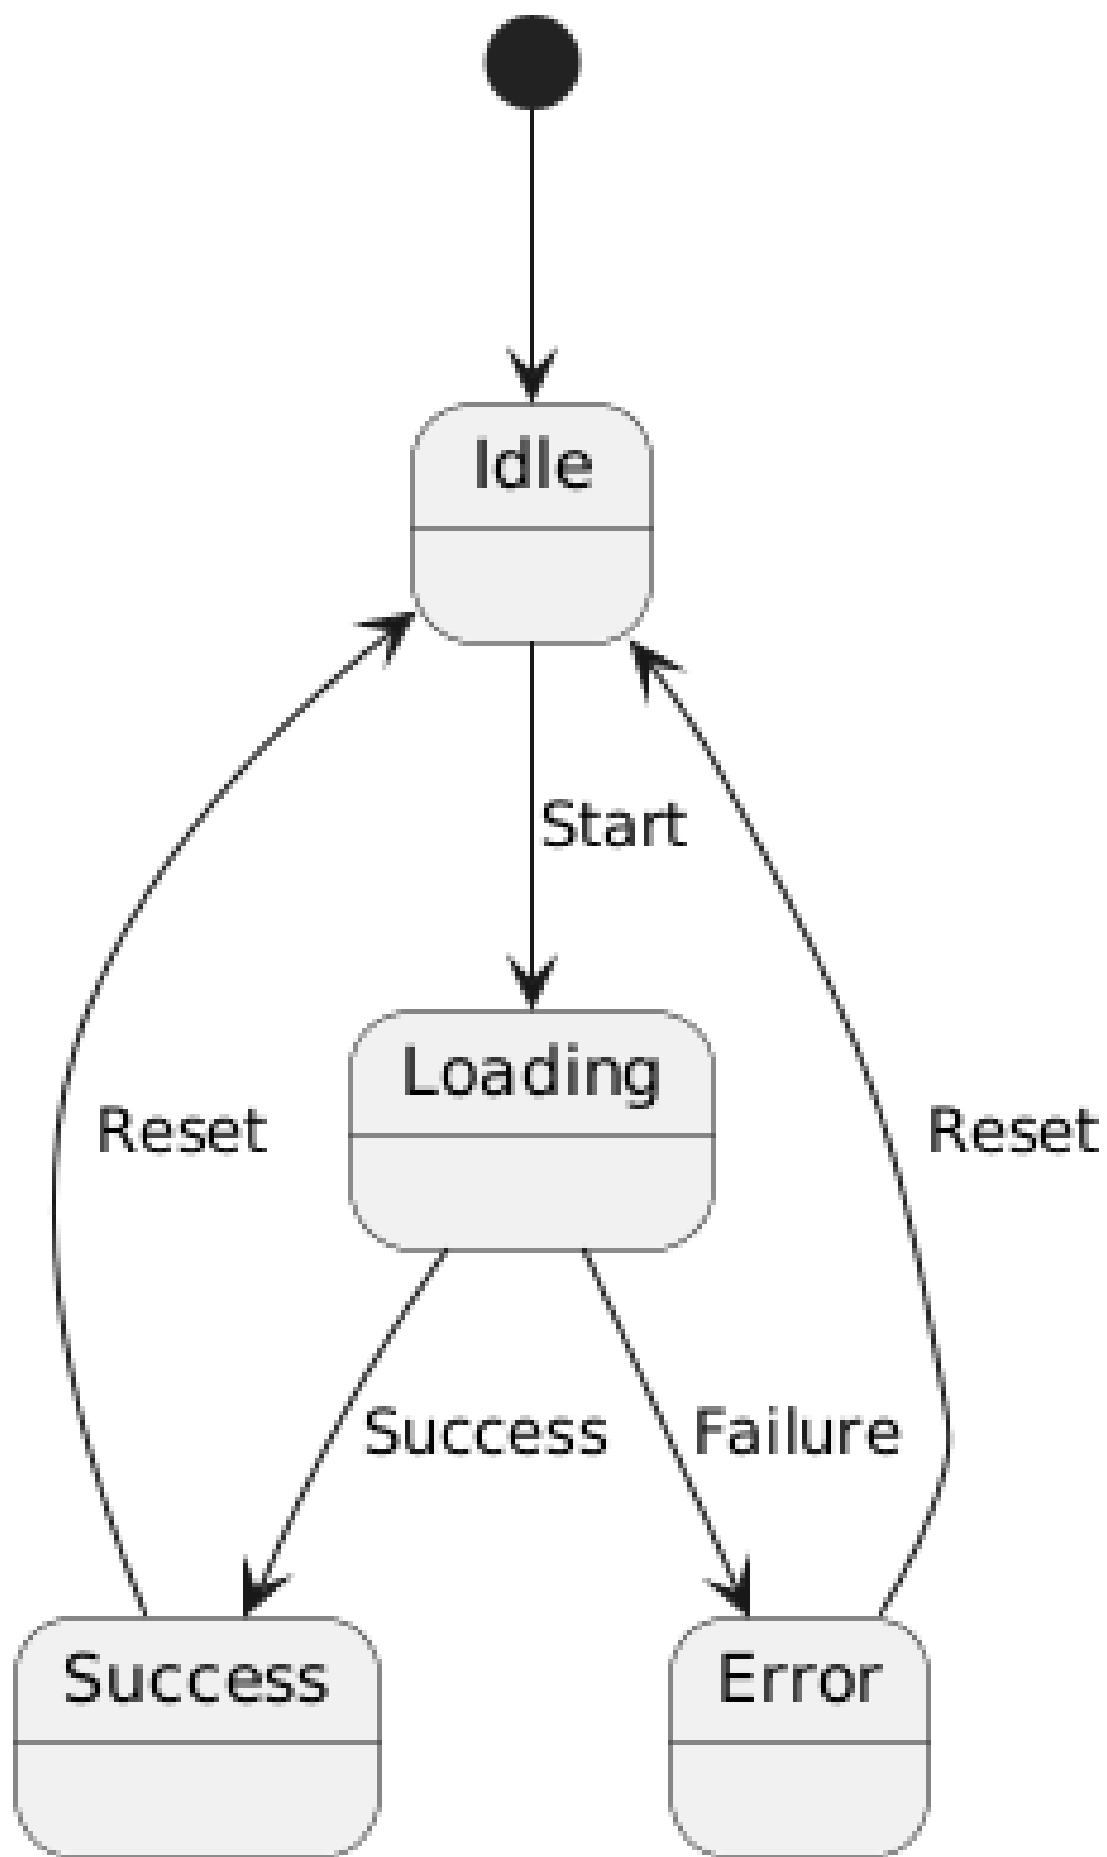 Idle
Start
Loading
Reset
Reset
Success
Failure
Success
Error